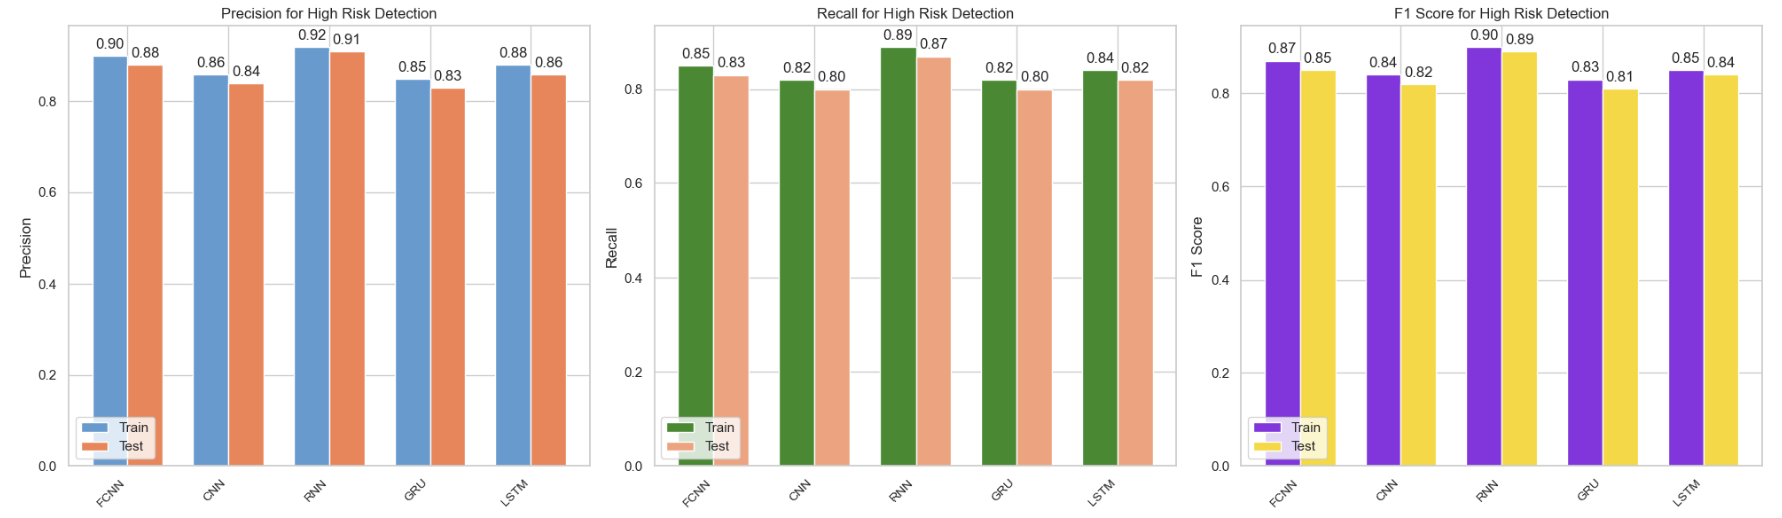 Precision for High Risk Detection
0.90 0.88 0.86 0.84 0.92 0.91 0.85 0.83 0.88 0.86
0.8
0.6
0.4
0.2
0.0
Precision
Train
Test
FCNN CNN RNN GRU LSTM
Recall for High Risk Detection
0.85 0.83 0.82 0.80 0.89 0.87 0.82 0.80 0.84 0.82
0.8
0.6
0.4
0.2
0.0
Recall
Train
Test
FCNN CNN RNN GRU LSTM
F1 Score for High Risk Detection
0.87 0.85 0.84 0.82 0.90 0.89 0.83 0.81 0.85 0.84
0.8
0.6
0.4
0.2
0.0
F1 Score
Train
Test
FCNN CNN RNN GRU LSTM